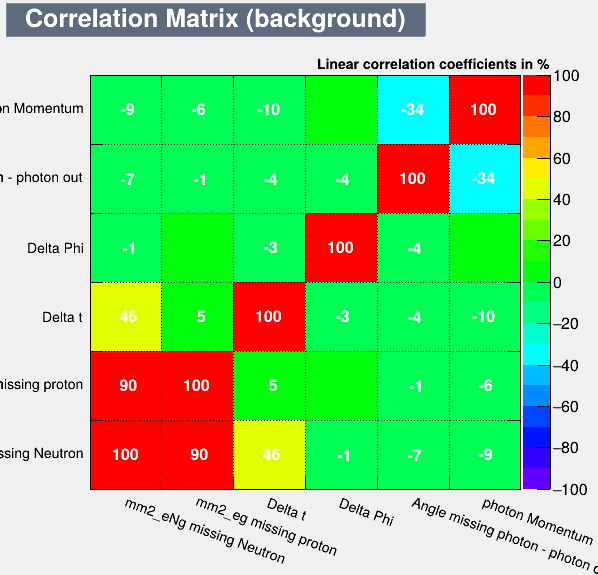 Correlation Matrix (background)
Linear correlation coefficients in %
n Momentum -9 -6 -10 -34 100 100
80
- photon out -7 -1 -4 -4 100 -34 60
40
Delta Phi -1 -3 100 -4 20
0
Delta t 46 5 100 -3 -4 -10 −20
−40
issing proton 90 100 5 -1 -6 −60
−80
ssing Neutron 100 90 46 -1 -7 -9 −100
mm2_eNg missing Neutron
mm2_eg missing proton
Delta t
Delta Phi
Angle missing photon - photon o
photon Momentum